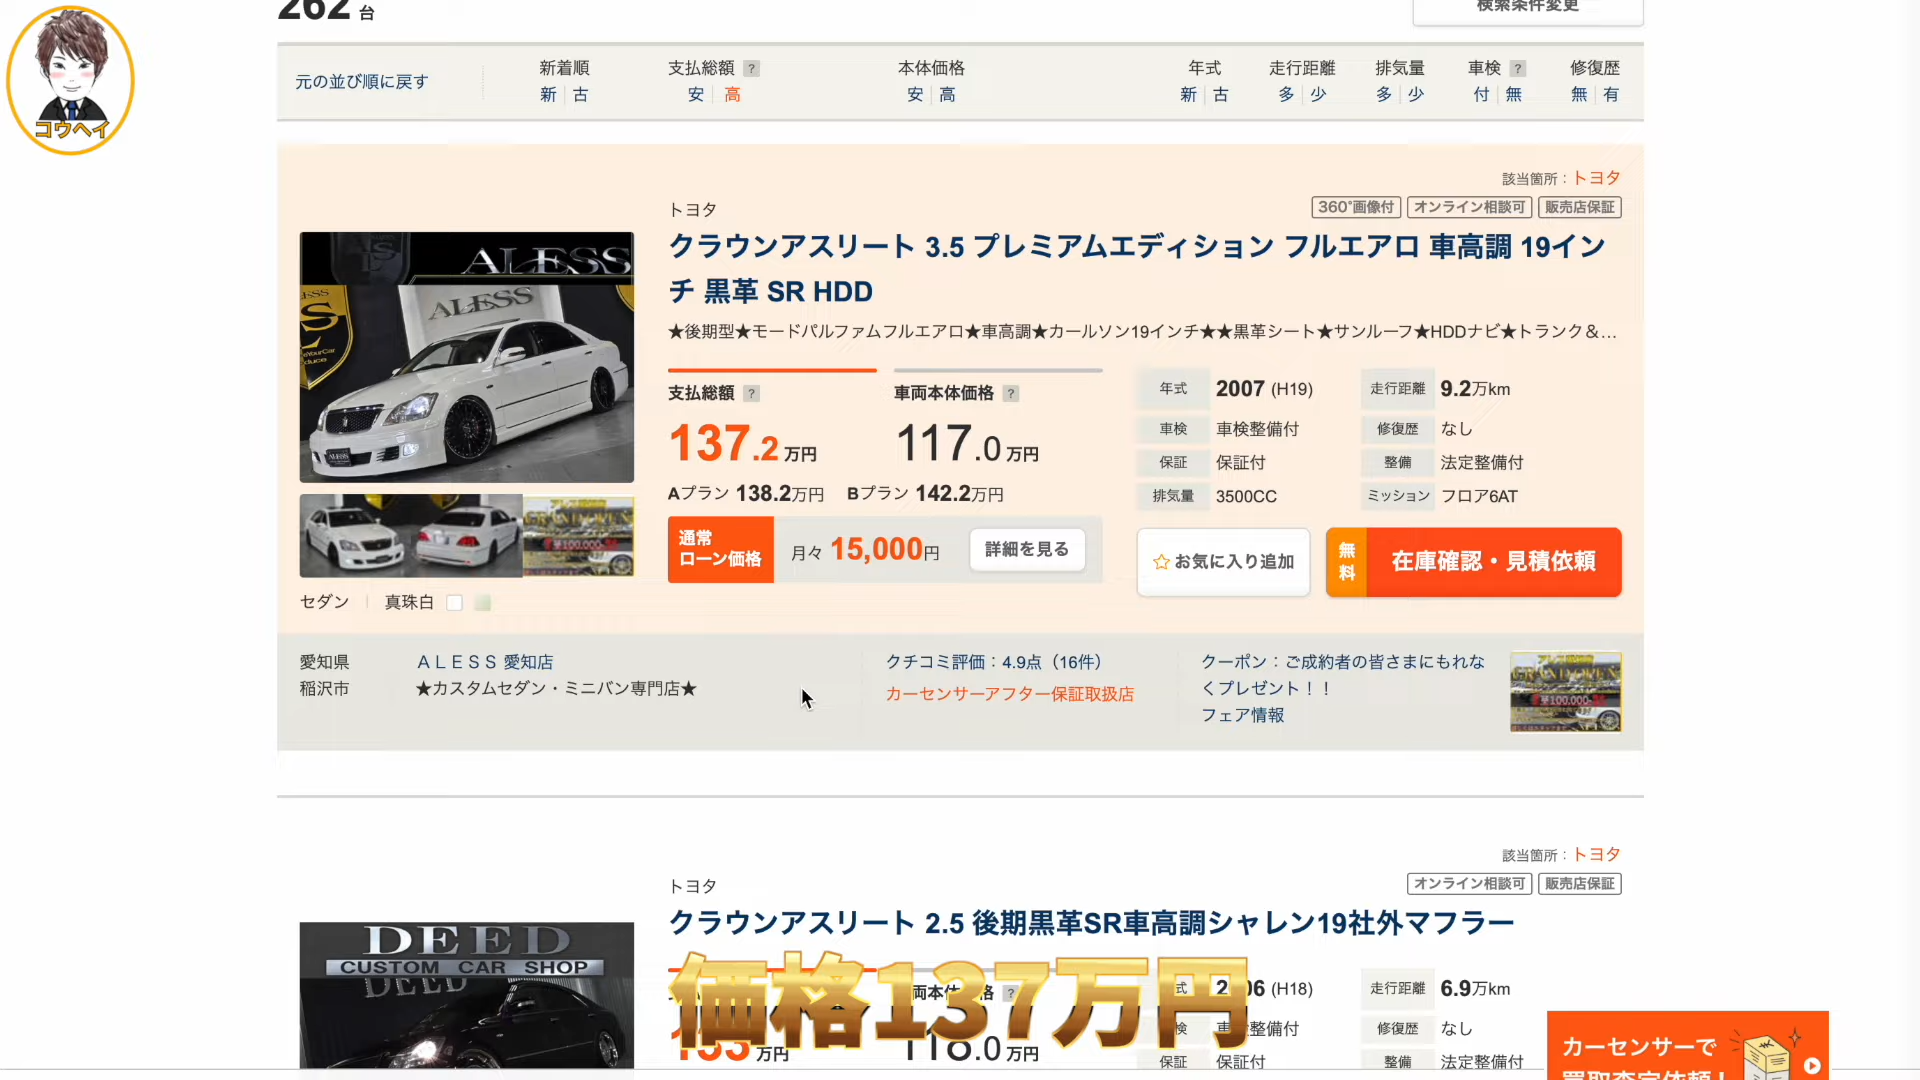 262 台
検索条件変更
コウヘイ
元の並び順に戻す
新着順
新 古
支払総額 ?
安 高
本体価格
安 高
年式
新 古
走行距離
多 少
排気量
多 少
車検 ?
付 無
修復歴
無 有
該当箇所：トヨタ
360°画像付 オンライン相談可 販売店保証
トヨタ
クラウンアスリート 3.5 プレミアムエディション フルエアロ 車高調 19イン
チ 黒革 SR HDD
★後期型★モードパルファムフルエアロ★車高調★カールソン19インチ★★黒革シート★サンルーフ★HDDナビ★トランク＆…
ALESS
ALESS
支払総額 ?
137.2 万円
車両本体価格 ?
117.0 万円
Aプラン 138.2万円 Bプラン 142.2万円
通常
ローン価格
月々 15,000円
詳細を見る
年式 2007 (H19)
走行距離 9.2万km
車検 車検整備付
修復歴 なし
保証 保証付
整備 法定整備付
排気量 3500CC
ミッション フロア6AT
☆お気に入り追加
無料
在庫確認・見積依頼
セダン 真珠白
愛知県
稲沢市
ＡＬＥＳＳ 愛知店
★カスタムセダン・ミニバン専門店★
クチコミ評価：4.9点（16件）
カーセンサーアフター保証取扱店
クーポン：ご成約者の皆さまにもれな
くプレゼント！！
フェア情報
該当箇所：トヨタ
オンライン相談可 販売店保証
トヨタ
クラウンアスリート 2.5 後期黒革SR車高調シャレン19社外マフラー
DEED
CUSTOM CAR SHOP
DEED
価格137万円
万円
118.0 万円
(H18)
走行距離 6.9万km
修復歴 なし
保証 保証付
整備 法定整備付
カーセンサーで
買取査定依頼！